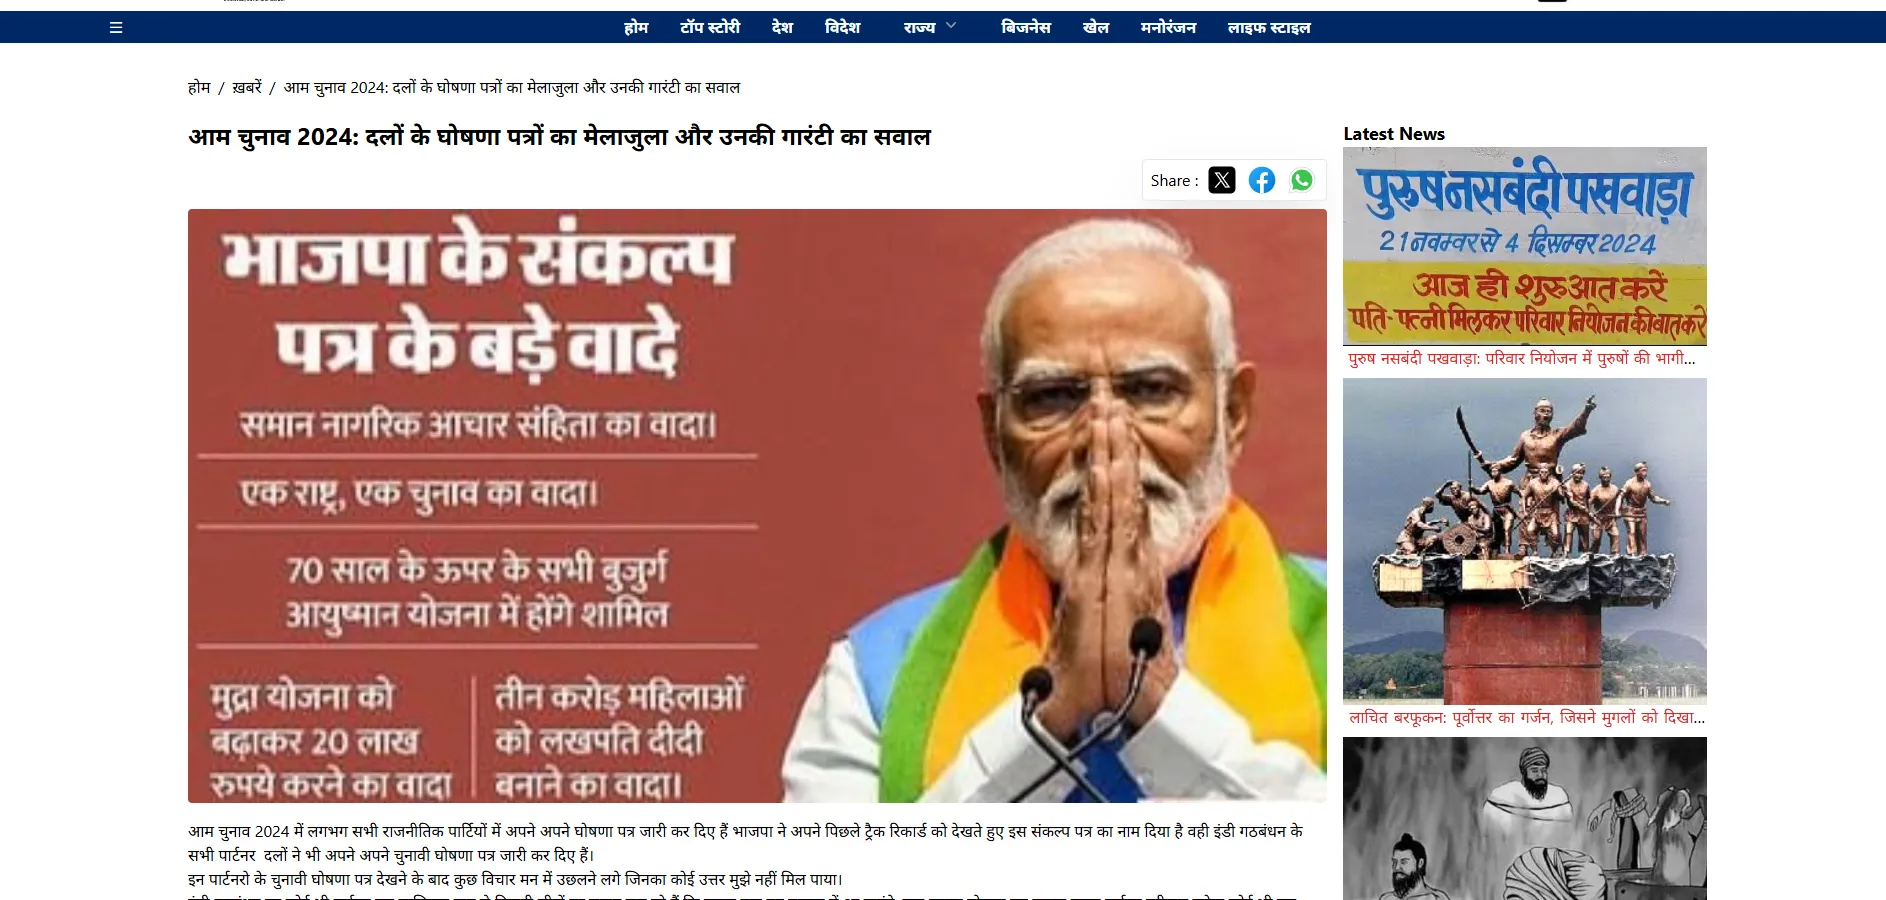 होम टॉप स्टोरी देश विदेश राज्य बिजनेस खेल मनोरंजन लाइफ स्टाइल
होम / ख़बरें / आम चुनाव 2024: दलों के घोषणा पत्रों का मेलाजुला और उनकी गारंटी का सवाल
आम चुनाव 2024: दलों के घोषणा पत्रों का मेलाजुला और उनकी गारंटी का सवाल
Share :
भाजपा के संकल्प
पत्र के बड़े वादे
समान नागरिक आचार संहिता का वादा।
एक राष्ट्र, एक चुनाव का वादा।
70 साल के ऊपर के सभी बुजुर्ग
आयुष्मान योजना में होंगे शामिल
मुद्रा योजना को
बढ़ाकर 20 लाख
रुपये करने का वादा
तीन करोड़ महिलाओं
को लखपति दीदी
बनाने का वादा।
आम चुनाव 2024 में लगभग सभी राजनीतिक पार्टियों में अपने अपने घोषणा पत्र जारी कर दिए हैं भाजपा ने अपने पिछले ट्रैक रिकार्ड को देखते हुए इस संकल्प पत्र का नाम दिया है वही इंडी गठबंधन के
सभी पार्टनर दलों ने भी अपने अपने चुनावी घोषणा पत्र जारी कर दिए हैं।
इन पार्टनरो के चुनावी घोषणा पत्र देखने के बाद कुछ विचार मन में उछलने लगे जिनका कोई उत्तर मुझे नहीं मिल पाया।
Latest News
पुरुष नसबंदी पखवाड़ा
21 नवम्वर से 4 दिसम्बर 2024
आज ही शुरुआत करें
पति-पत्नी मिलकर परिवार नियोजन की बात करे
पुरुष नसबंदी पखवाड़ा: परिवार नियोजन में पुरुषों की भागी...
लाचित बरफूकन: पूर्वोत्तर का गर्जन, जिसने मुगलों को दिखा...